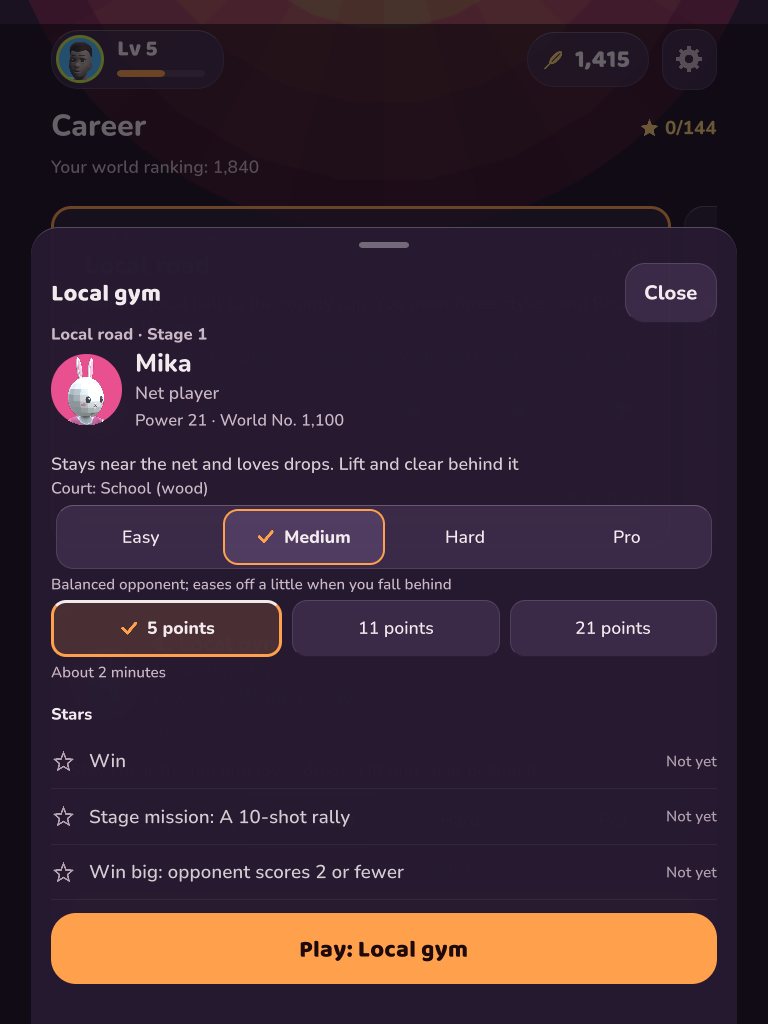 Lv 5
1,415
Career
0/144
Your world ranking: 1,840
Local road
Local gym
Close
Local road · Stage 1
Mika
Net player
Power 21 · World No. 1,100
Stays near the net and loves drops. Lift and clear behind it
Court: School (wood)
Easy
Medium
Hard
Pro
Balanced opponent; eases off a little when you fall behind
5 points
11 points
21 points
About 2 minutes
Stars
Win
Not yet
Stage mission: A 10-shot rally
Not yet
Win big: opponent scores 2 or fewer
Not yet
Play: Local gym